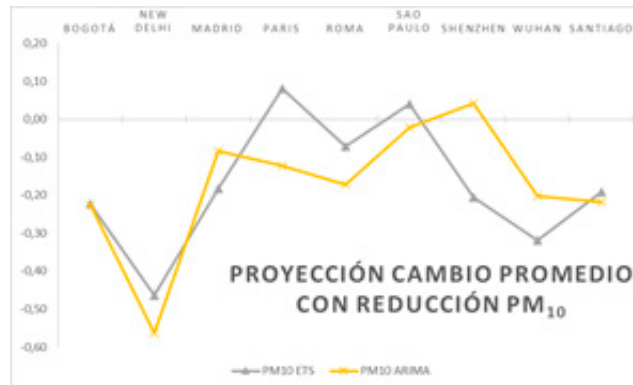 BOGOTÁ NEW DELHI MADRID PARIS ROMA SAO PAULO SHENZHEN WUHAN SANTIAGO
0,20
0,10
0,00
-0,10
-0,20
-0,30
-0,40
-0,50
-0,60
PROYECCIÓN CAMBIO PROMEDIO
CON REDUCCIÓN PM10
PM10 ETS PM10 ARIMA